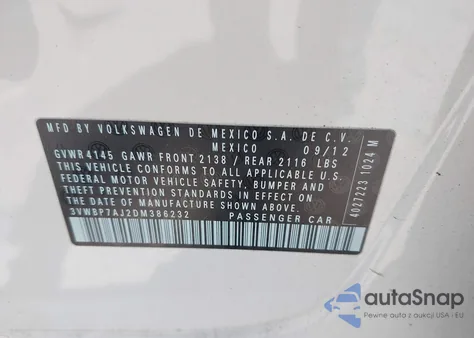 MFD BY VOLKSWAGEN DE MEXICO S.A. DE C.V.
MEXICO 09/12
GVWR 4145 GAWR FRONT 2138 / REAR 2116 LBS
THIS VEHICLE CONFORMS TO ALL APPLICABLE U.S.
FEDERAL MOTOR VEHICLE SAFETY, BUMPER AND
THEFT PREVENTION STANDARDS IN EFFECT ON
THE DATE OF MANUFACTURE SHOWN ABOVE.
3VWBP7AJ2DM386232 PASSENGER CAR
4027223 1024 M
autoSnap
Pewne auta z aukcji USA i EU